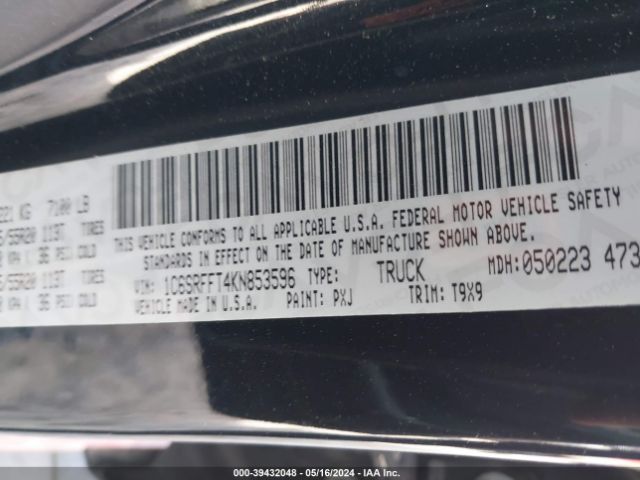 221 KG 7100 LB
55R20 113T TIRES
KPA / 36 PSI COLD
55R20 113T TIRES
KPA / 36 PSI COLD
THIS VEHICLE CONFORMS TO ALL APPLICABLE U.S.A. FEDERAL MOTOR VEHICLE SAFETY
STANDARDS IN EFFECT ON THE DATE OF MANUFACTURE SHOWN ABOVE.
VIN: 1C6SRFFT4KN853596 TYPE: TRUCK MDH:050223 473
VEHICLE MADE IN U.S.A. PAINT: PXJ TRIM: T9X9
000-39432048 - 05/16/2024 - IAA Inc.